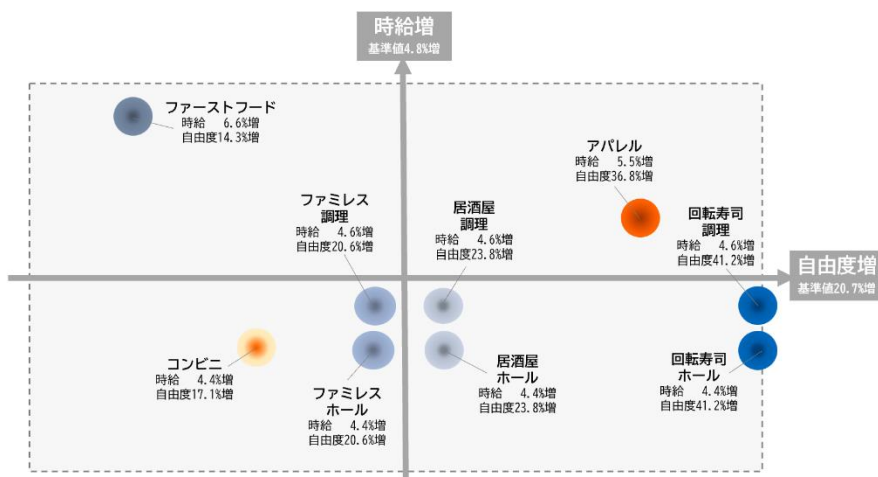 時給増
基準値4.8%増
ファーストフード
時給 6.6%増
自由度14.3%増
アパレル
時給 5.5%増
自由度36.8%増
ファミレス
調理
時給 4.6%増
自由度20.6%増
居酒屋
調理
時給 4.6%増
自由度23.8%増
回転寿司
調理
時給 4.6%増
自由度41.2%増
自由度増
基準値20.7%増
コンビニ
時給 4.4%増
自由度17.1%増
ファミレス
ホール
時給 4.4%増
自由度20.6%増
居酒屋
ホール
時給 4.4%増
自由度23.8%増
回転寿司
ホール
時給 4.4%増
自由度41.2%増